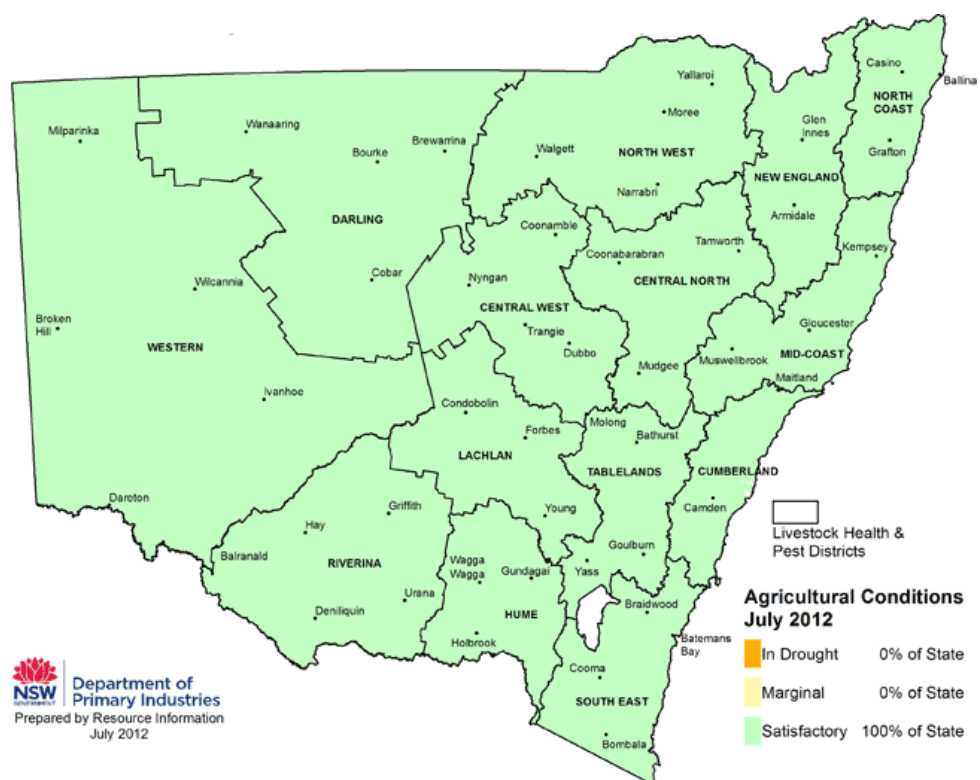 Casino
Ballina
NORTH
COAST
Grafton
Yallaroi
Moree
Walgett
NORTH WEST
Narrabri
Glen
Innes
NEW ENGLAND
Armidale
Milparinka
Wanaaring
Brewarrina
Bourke
DARLING
Cobar
Coonamble
Nyngan
CENTRAL WEST
Trangie
Dubbo
Coonabarabran
Tamworth
CENTRAL NORTH
Mudgee
Kempsey
Gloucester
Muswellbrook
MID-COAST
Maitland
Wilcannia
Broken
Hill
WESTERN
Ivanhoe
Dareton
Condobolin
Forbes
LACHLAN
Young
Molong
Bathurst
TABLELANDS
Goulburn
Yass
CUMBERLAND
Camden
Griffith
Hay
Balranald
RIVERINA
Urana
Deniliquin
Wagga
Wagga
Gundagai
HUME
Holbrook
Braidwood
Batemans
Bay
Cooma
SOUTH EAST
Bombala
Livestock Health &
Pest Districts
Agricultural Conditions
July 2012
In Drought 0% of State
Marginal 0% of State
Satisfactory 100% of State
NSW
GOVERNMENT
Department of
Primary Industries
Prepared by Resource Information
July 2012